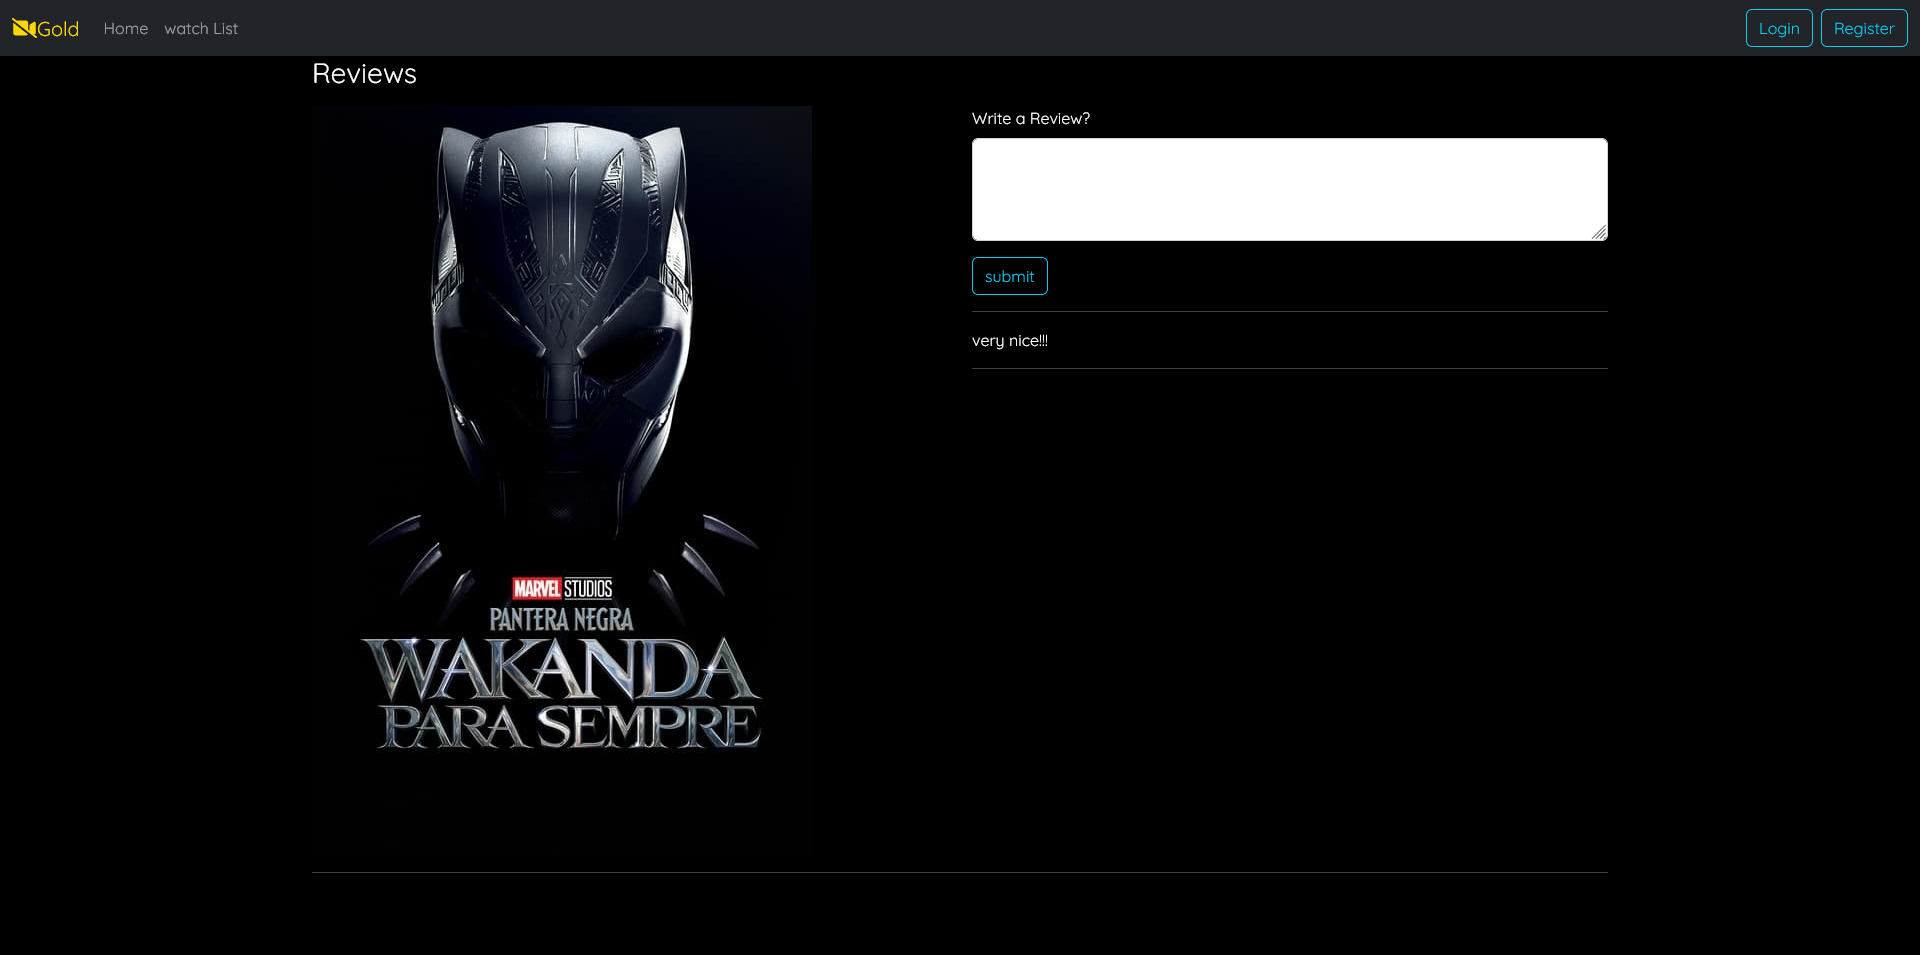 Gold
Home
watch List
Login
Register
Reviews
Write a Review?
submit
very nice!!!
MARVEL STUDIOS
PANTERA NEGRA
WAKANDA
PARA SEMPRE